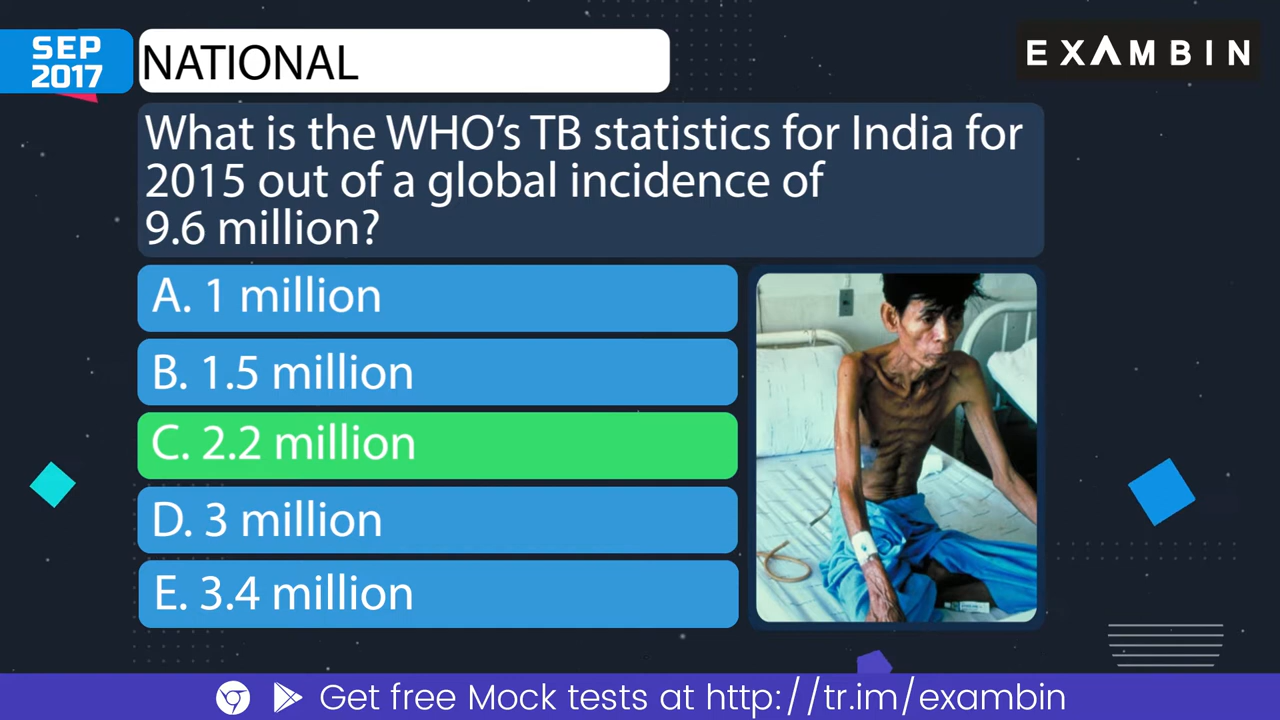 SEP
2017
NATIONAL
EXAMBIN
What is the WHO’s TB statistics for India for
2015 out of a global incidence of
9.6 million?
A. 1 million
B. 1.5 million
C. 2.2 million
D. 3 million
E. 3.4 million
Get free Mock tests at http://tr.im/exambin